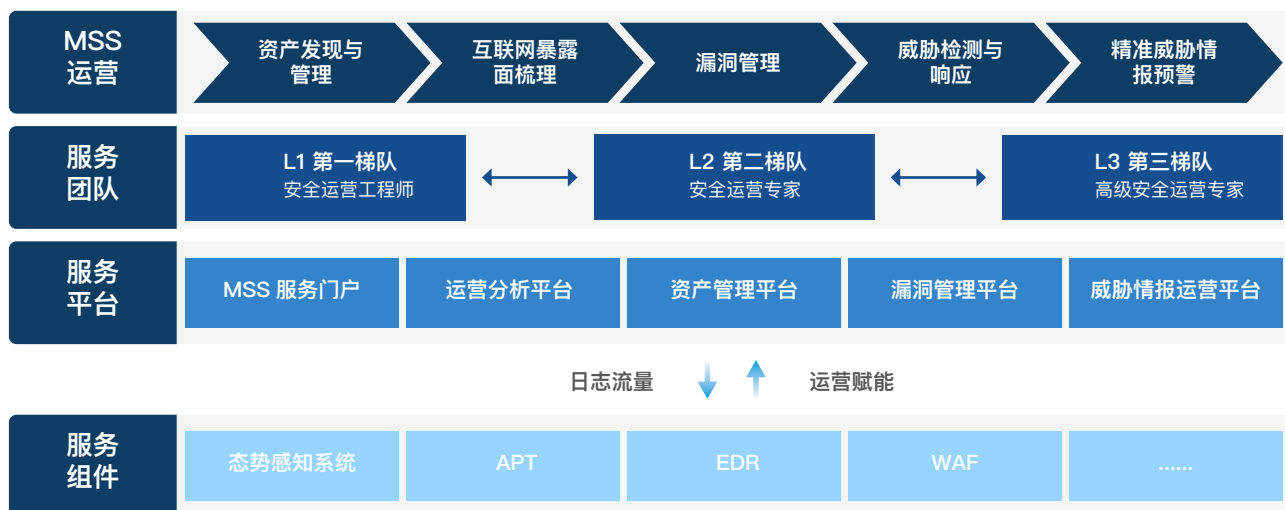 MSS
运营
资产发现与
管理
互联网暴露
面梳理
漏洞管理
威胁检测与
响应
精准威胁情
报预警
服务
团队
L1 第一梯队
安全运营工程师
L2 第二梯队
安全运营专家
L3 第三梯队
高级安全运营专家
服务
平台
MSS 服务门户
运营分析平台
资产管理平台
漏洞管理平台
威胁情报运营平台
日志流量
运营赋能
服务
组件
态势感知系统
APT
EDR
WAF
......